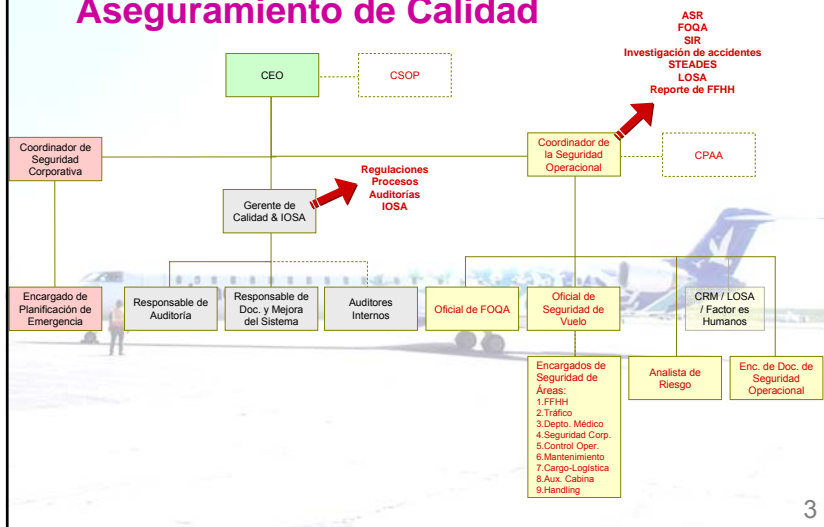 Aseguramiento de Calidad
ASR
FOQA
SIR
Investigación de accidentes
STEADES
LOSA
Reporte de FFHH
CEO
CSOP
Coordinador de
Seguridad
Corporativa
Coordinador de
la Seguridad
Operacional
CPAA
Regulaciones
Procesos
Auditorías
IOSA
Gerente de
Calidad & IOSA
Encargado de
Planificación de
Emergencia
Responsable de
Auditoría
Responsable de
Doc. y Mejora
del Sistema
Auditores
Internos
Oficial de FOQA
Oficial de
Seguridad de
Vuelo
CRM / LOSA
/ Factor es
Humanos
Encargados de
Seguridad de
Áreas:
1.FFHH
2.Tráfico
3.Depto. Médico
4.Seguridad Corp.
5.Control Oper.
6.Mantenimiento
7.Cargo-Logística
8.Aux. Cabina
9.Handling
Analista de
Riesgo
Enc. de Doc. de
Seguridad
Operacional
3